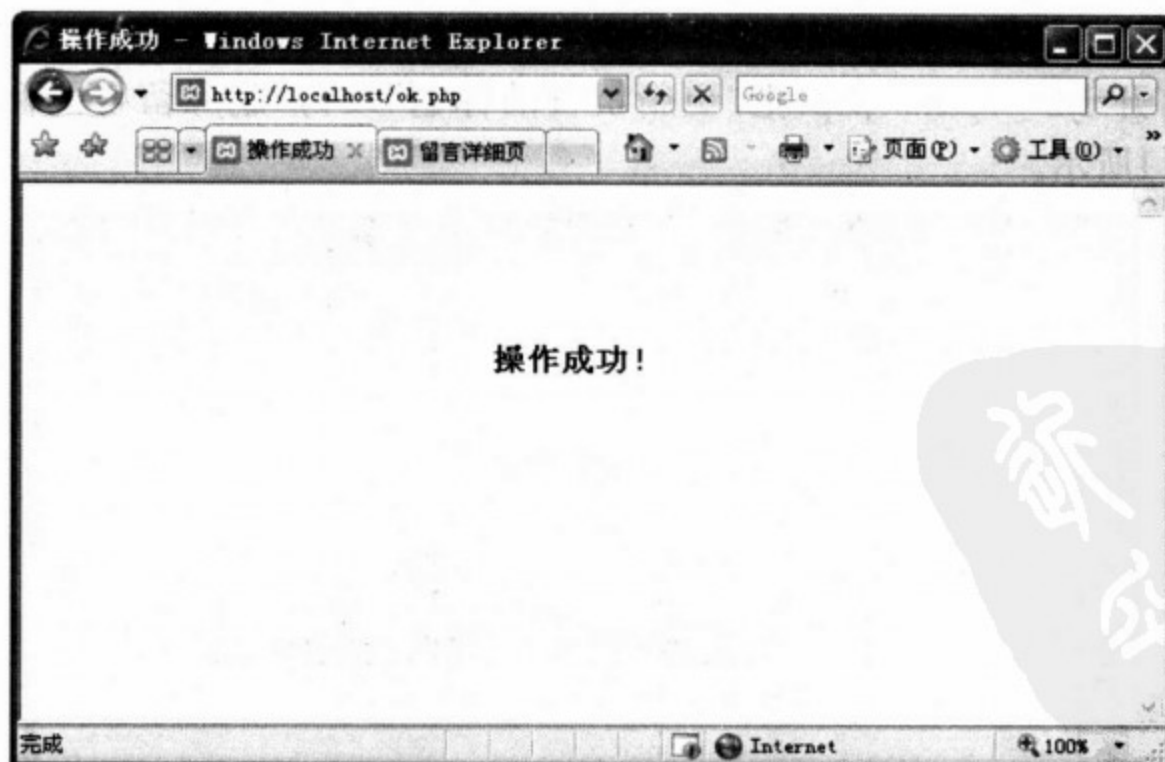 操作成功 - Windows Internet Explorer
http://localhost/ok.php
Google
操作成功
留言详细页
页面(P)
工具(O)
»
操作成功!
完成
Internet
100%